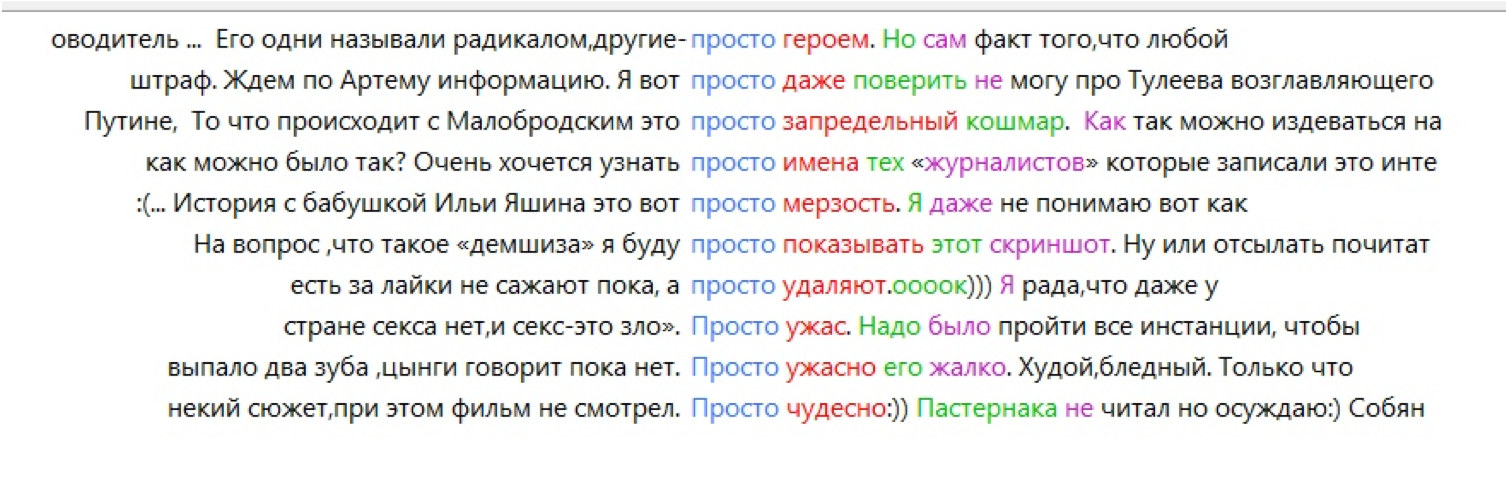 оводитель ... Его одни называли радикалом,другие- просто героем. Но сам факт того,что любой
штраф. Ждем по Артему информацию. Я вот просто даже поверить не могу про Тулеева возглавляющего
Путине, То что происходит с Малобродским это просто запредельный кошмар. Как так можно издеваться на
как можно было так? Очень хочется узнать просто имена тех «журналистов» которые записали это инте
:(... История с бабушкой Ильи Яшина это вот просто мерзость. Я даже не понимаю вот как
На вопрос ,что такое «демшиза» я буду просто показывать этот скриншот. Ну или отсылать почитат
есть за лайки не сажают пока, а просто удаляют.оооок))) Я рада,что даже у
стране секса нет,и секс-это зло». Просто ужас. Надо было пройти все инстанции, чтобы
выпало два зуба ,цынги говорит пока нет. Просто ужасно его жалко. Худой,бледный. Только что
некий сюжет,при этом фильм не смотрел. Просто чудесно:)) Пастернака не читал но осуждаю:) Собян